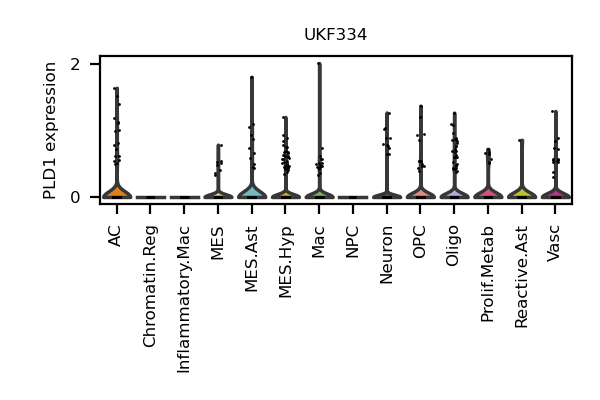 UKF334
PLD1 expression
2
0
AC
Chromatin.Reg
Inflammatory.Mac
MES
MES.Ast
MES.Hyp
Mac
NPC
Neuron
OPC
Oligo
Prolif.Metab
Reactive.Ast
Vasc